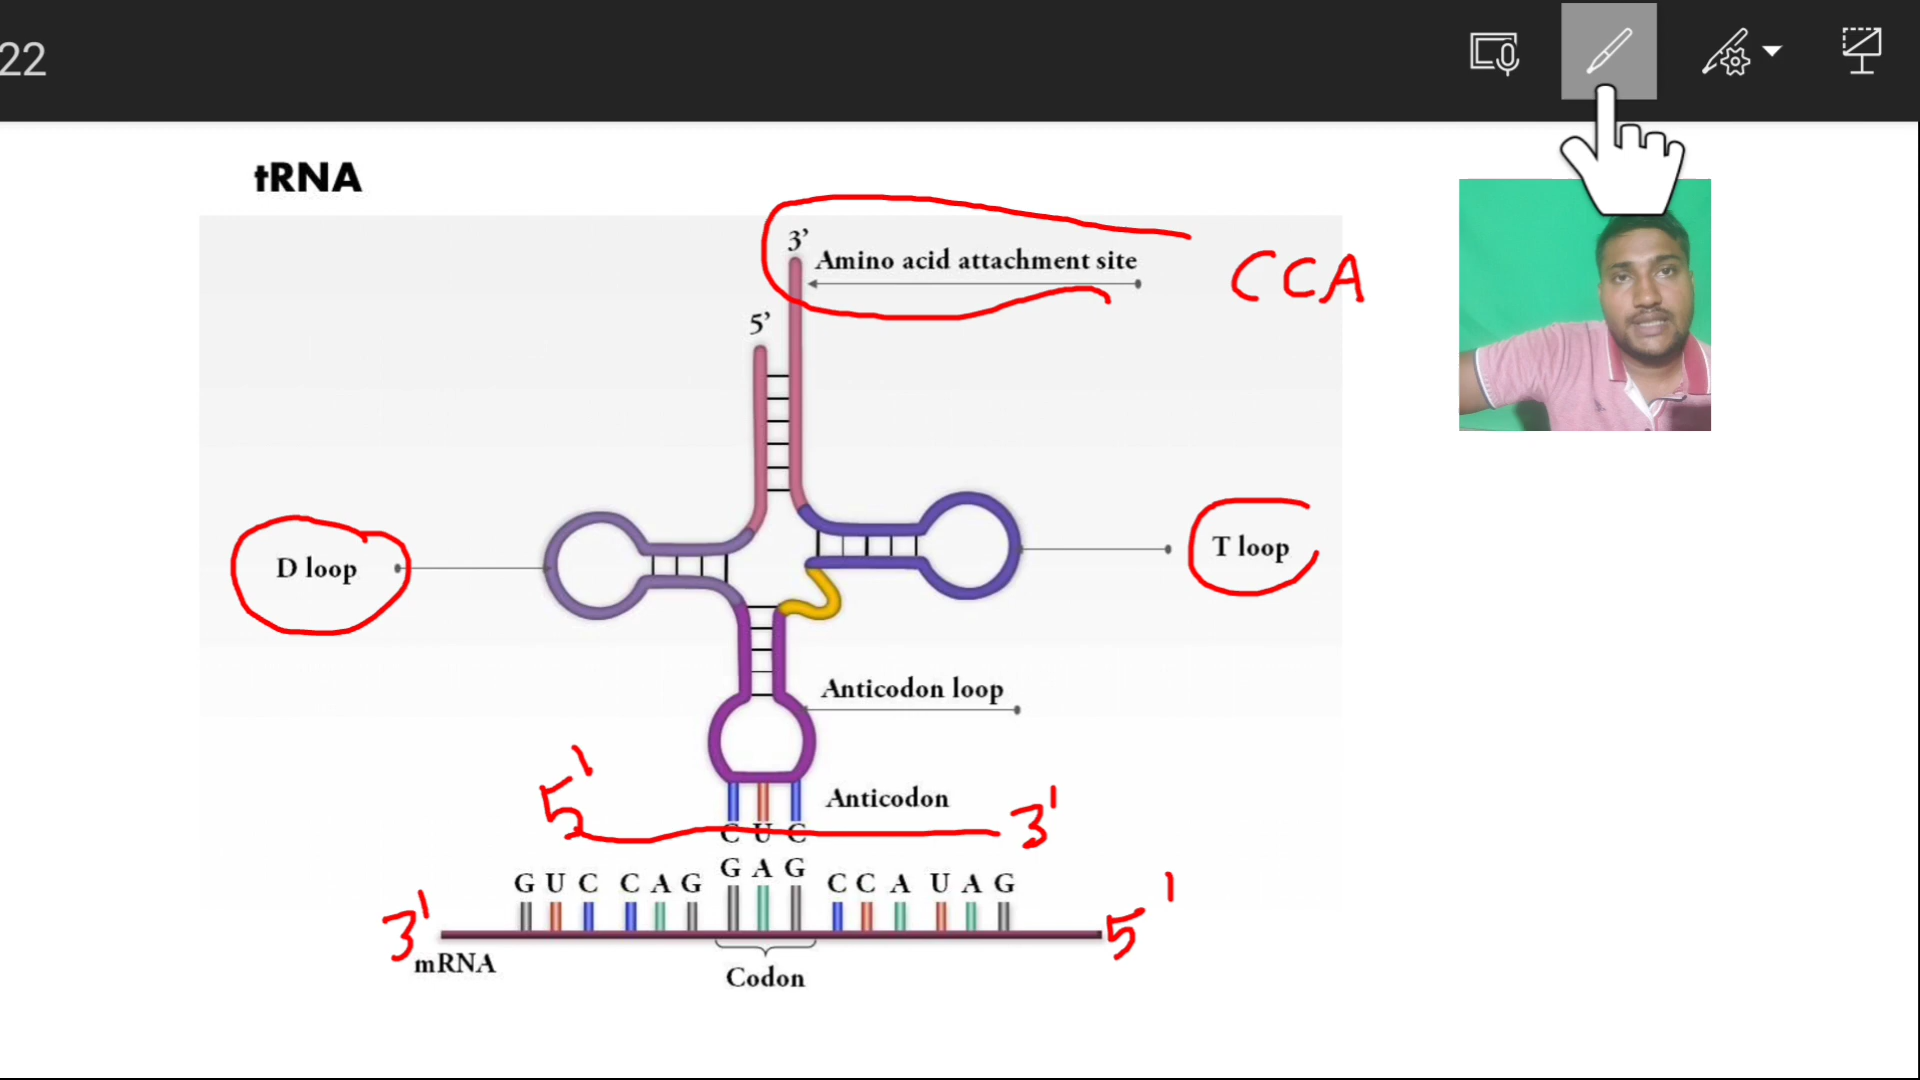 22
tRNA
3’
Amino acid attachment site
CCA
5’
D loop
T loop
Anticodon loop
5'
Anticodon
3'
C U C
G A G
G U C C A G
C C A U A G
3'
5'
mRNA
Codon